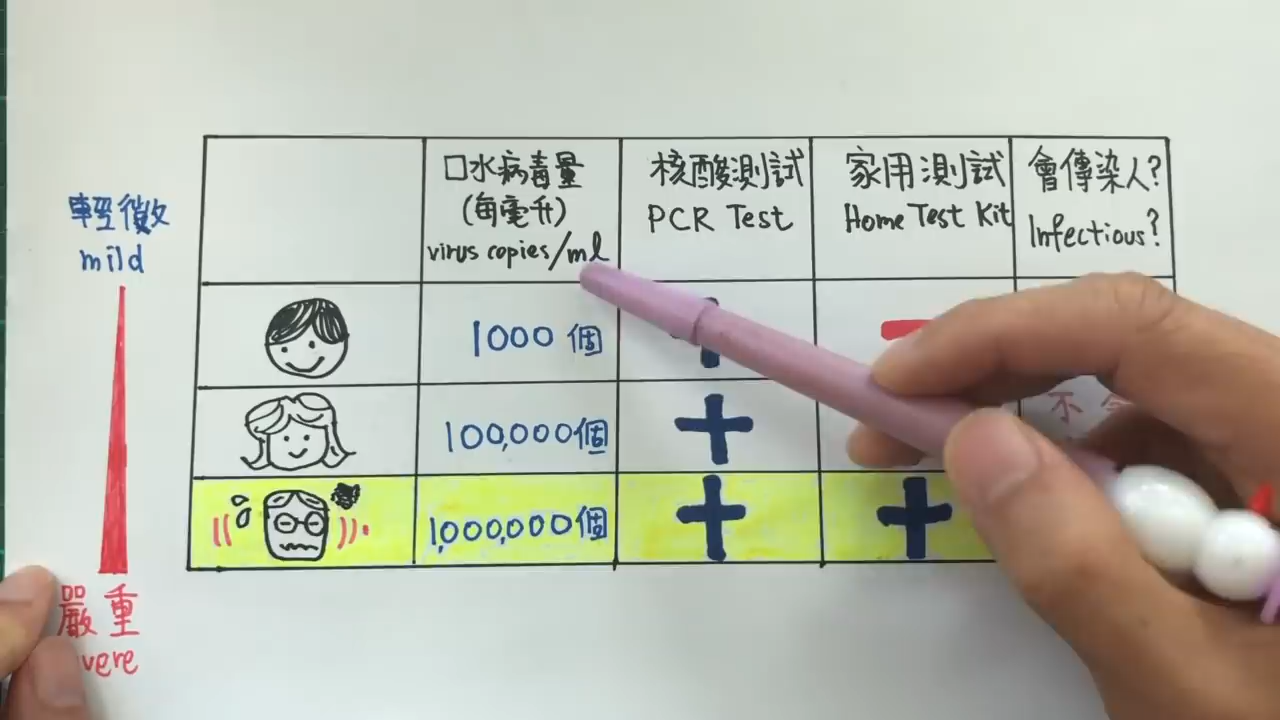 輕微
mild
嚴重
口水病毒量
(每毫升)
virus copies/ml
核酸測試
PCR Test
家用測試
Home Test Kit
會傳染人?
Infectious?
1000 個
+
-
100,000個
+
不
1,000,000個
+
+